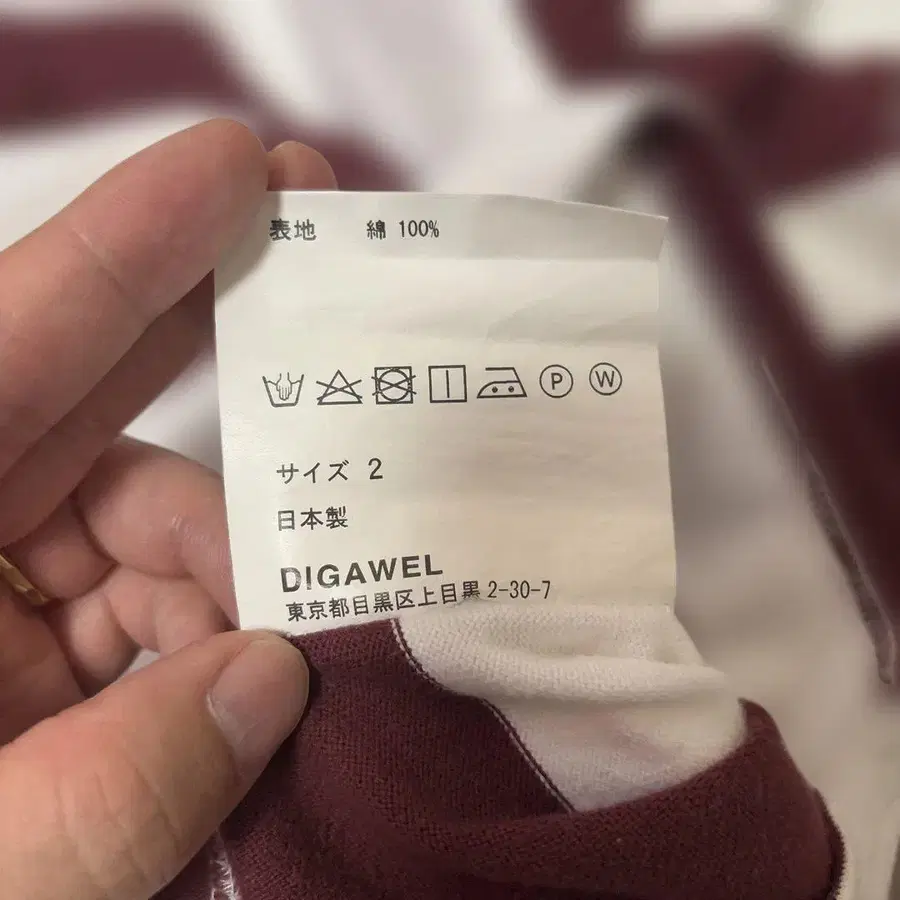 表地 綿 100%
P W
サイズ 2
日本製
DIGAWEL
東京都目黒区上目黒 2-30-7